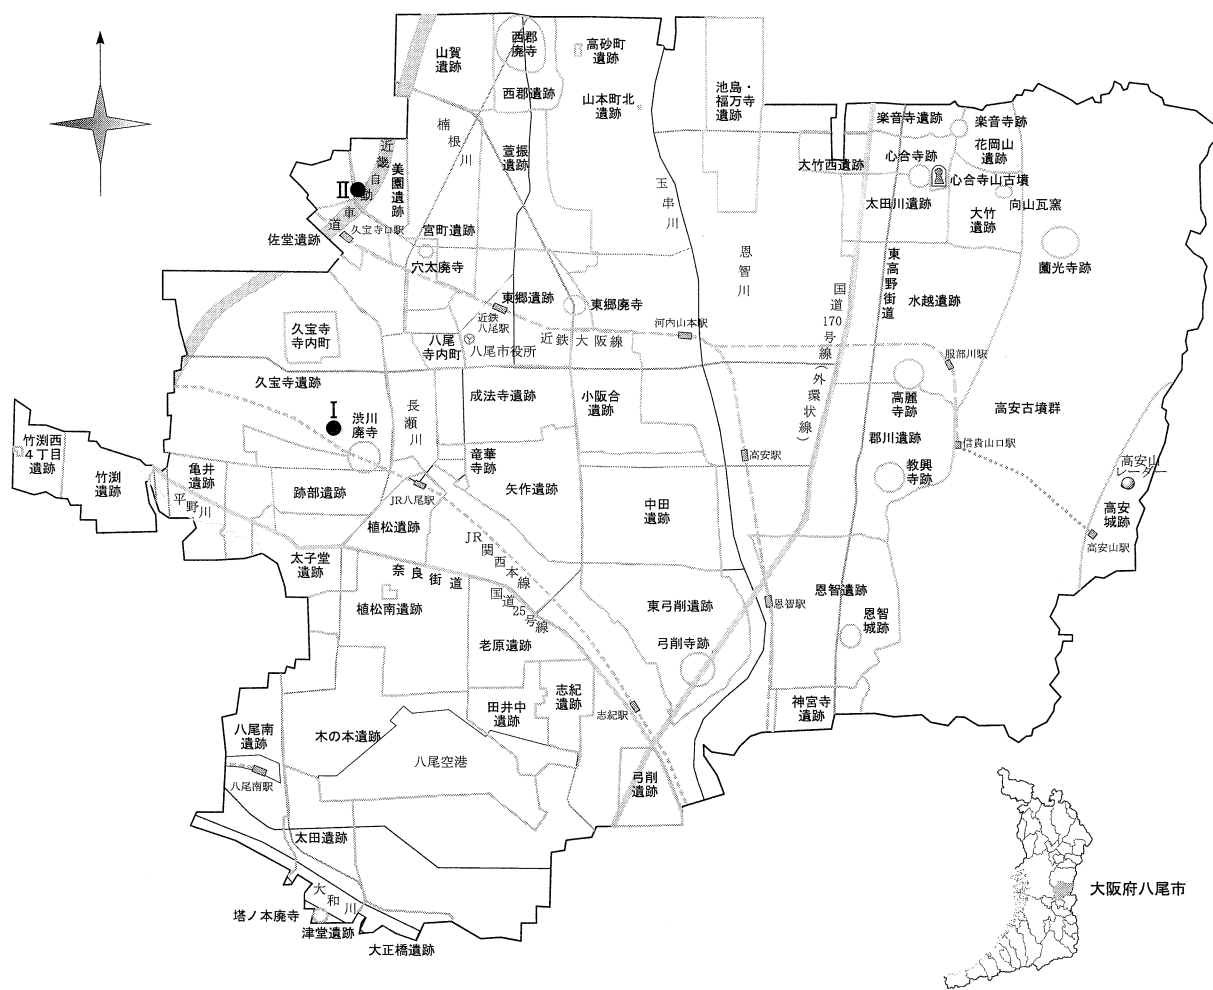 山賀
遺跡
西郡
廃寺
高砂町
遺跡
西郡遺跡
山本町北
遺跡
池島・
福万寺
遺跡
楠根川
萱振
遺跡
近畿自動車道
美園遺跡
II
久宝寺口駅
佐堂遺跡
宮町遺跡
穴太廃寺
玉串川
恩智川
大竹西遺跡
楽音寺遺跡
楽音寺跡
花岡山
遺跡
心合寺跡
心合寺山古墳
太田川遺跡
大竹
遺跡
向山瓦窯
薗光寺跡
東高野街道
水越遺跡
国道170号線(外環状線)
東郷遺跡
東郷廃寺
近鉄
八尾駅
近鉄大阪線
河内山本駅
久宝寺
寺内町
八尾
寺内町
八尾市役所
服部川駅
久宝寺遺跡
成法寺遺跡
小阪合
遺跡
長瀬川
高麗
寺跡
高安古墳群
I
渋川
廃寺
郡川遺跡
信貴山口駅
竹渕西
4丁目
遺跡
竹渕
遺跡
亀井
遺跡
平野川
跡部遺跡
竜華
寺跡
JR八尾駅
矢作遺跡
高安駅
教興
寺跡
高安山
レーダー
高安
城跡
高安山駅
植松遺跡
中田
遺跡
太子堂
遺跡
奈良街道
JR関西本線
国道25号線
植松南遺跡
老原遺跡
東弓削遺跡
弓削寺跡
恩智駅
恩智遺跡
恩智
城跡
神宮寺
遺跡
志紀
遺跡
田井中
遺跡
志紀駅
八尾南
遺跡
木の本遺跡
八尾空港
八尾南駅
弓削
遺跡
太田遺跡
大和川
塔ノ本廃寺
津堂遺跡
大正橋遺跡
大阪府八尾市